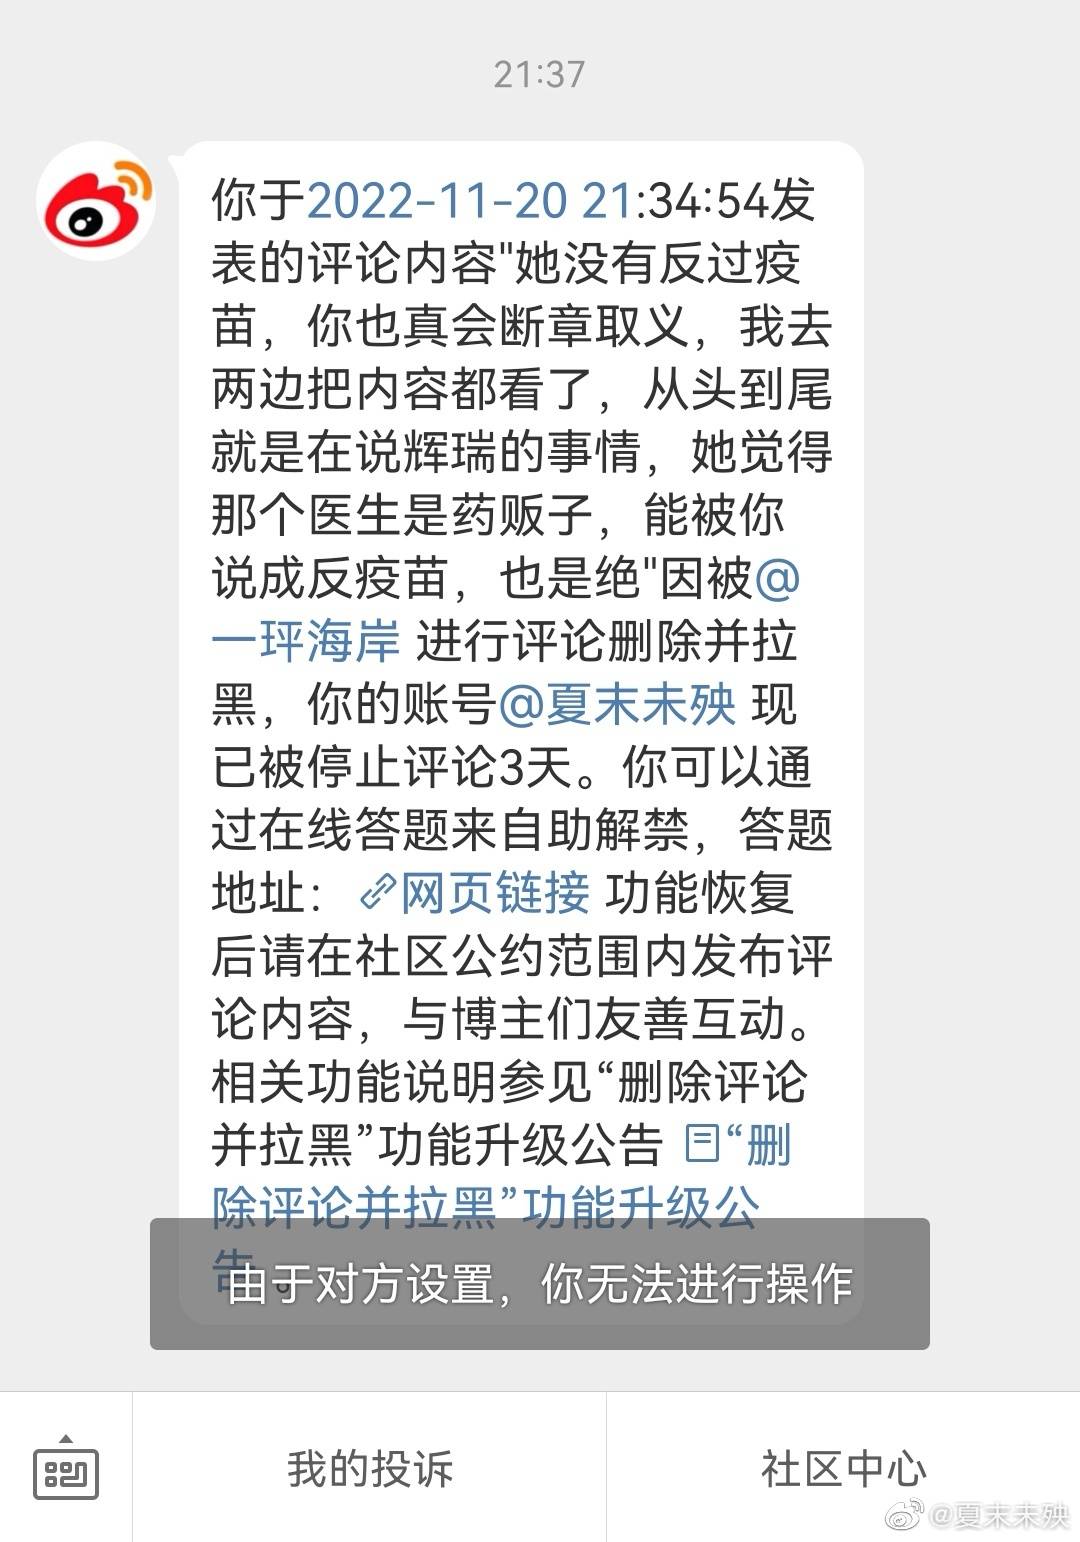 21:37
你于2022-11-20 21:34:54发
表的评论内容"她没有反过疫
苗，你也真会断章取义，我去
两边把内容都看了，从头到尾
就是在说辉瑞的事情，她觉得
那个医生是药贩子，能被你
说成反疫苗，也是绝"因被@
一玶海岸 进行评论删除并拉
黑，你的账号@夏末未殃 现
已被停止评论3天。你可以通
过在线答题来自助解禁，答题
地址：网页链接 功能恢复
后请在社区公约范围内发布评
论内容，与博主们友善互动。
相关功能说明参见“删除评论
并拉黑”功能升级公告 “删
除评论并拉黑”功能升级公
告 。
由于对方设置，你无法进行操作
我的投诉
社区中心
@夏末未殃